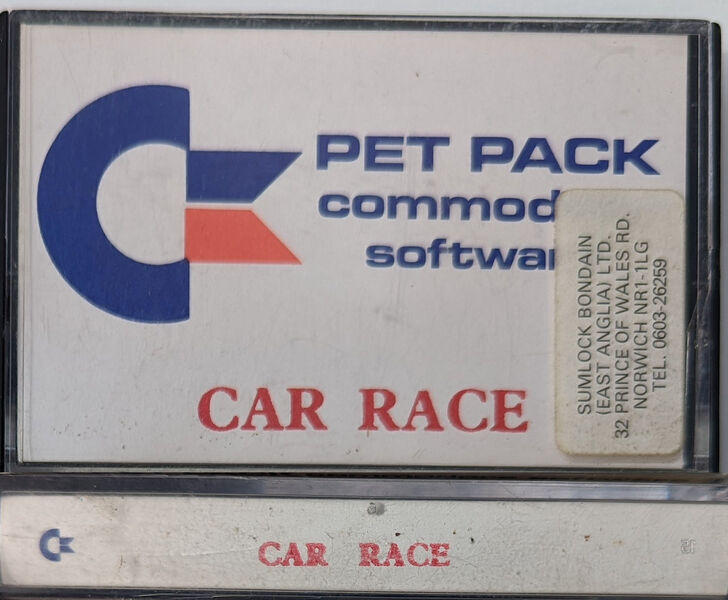 PET PACK
commod
softwar
CAR RACE
SUMLOCK BONDAIN
(EAST ANGLIA) LTD.
32 PRINCE OF WALES RD.
NORWICH NR1-1LG
TEL. 0603-26259
CAR RACE